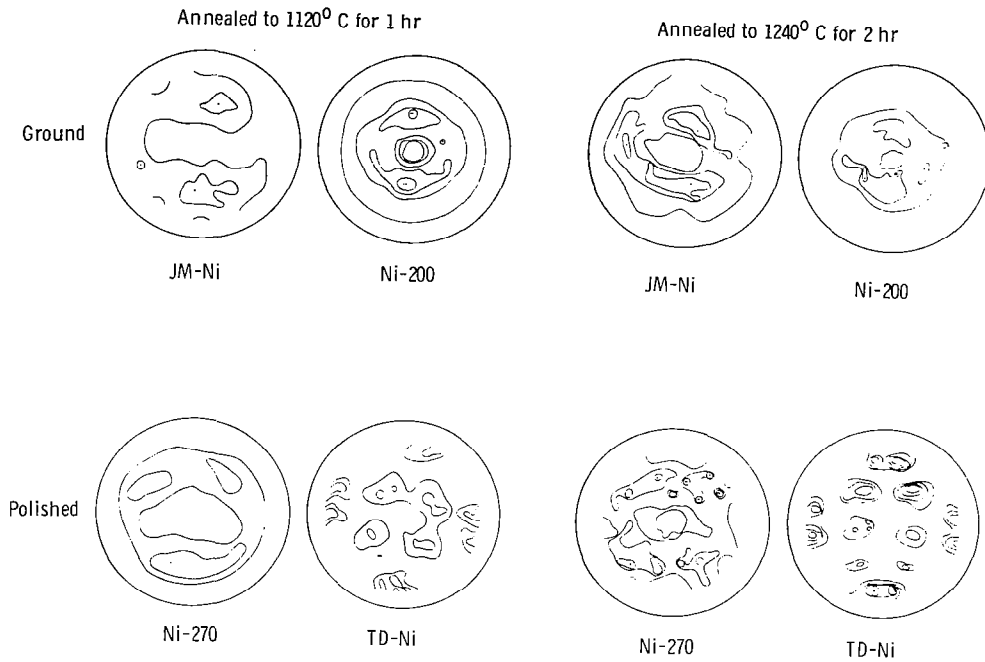 Annealed to 1120° C for 1 hr
Annealed to 1240° C for 2 hr
Ground
JM-Ni
Ni-200
JM-Ni
Ni-200
Polished
Ni-270
TD-Ni
Ni-270
TD-Ni